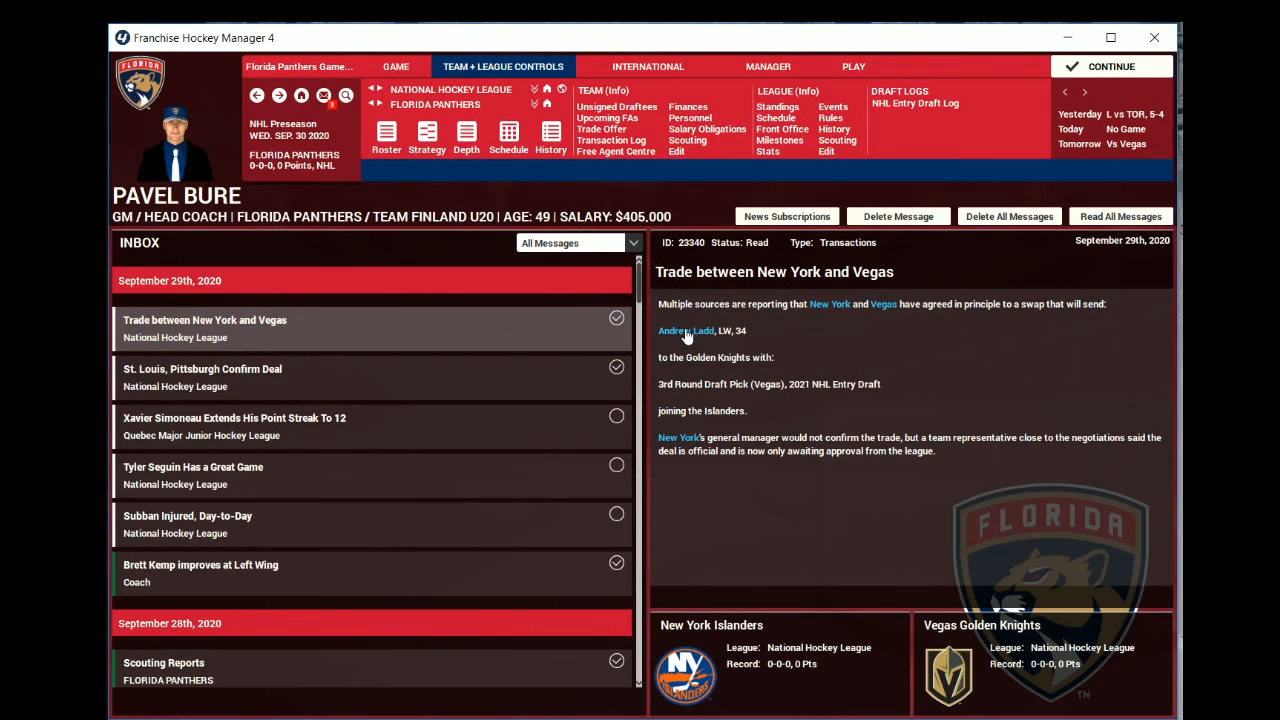 Franchise Hockey Manager 4
Florida Panthers Game...
GAME
TEAM + LEAGUE CONTROLS
INTERNATIONAL
MANAGER
PLAY
CONTINUE
FLORIDA
3
NHL Preseason
WED. SEP. 30 2020
FLORIDA PANTHERS
0-0-0, 0 Points, NHL
NATIONAL HOCKEY LEAGUE
FLORIDA PANTHERS
Roster
Strategy
Depth
Schedule
History
TEAM (Info)
Unsigned Draftees Finances
Upcoming FAs Personnel
Trade Offer Salary Obligations
Transaction Log Scouting
Free Agent Centre Edit
LEAGUE (Info)
Standings Events
Schedule Rules
Front Office History
Milestones Scouting
Stats Edit
DRAFT LOGS
NHL Entry Draft Log
Yesterday L vs TOR, 5-4
Today No Game
Tomorrow Vs Vegas
PAVEL BURE
GM / HEAD COACH | FLORIDA PANTHERS / TEAM FINLAND U20 | AGE: 49 | SALARY: $405,000
News Subscriptions
Delete Message
Delete All Messages
Read All Messages
INBOX
All Messages
September 29th, 2020
Trade between New York and Vegas
National Hockey League
St. Louis, Pittsburgh Confirm Deal
National Hockey League
Xavier Simoneau Extends His Point Streak To 12
Quebec Major Junior Hockey League
Tyler Seguin Has a Great Game
National Hockey League
Subban Injured, Day-to-Day
National Hockey League
Brett Kemp improves at Left Wing
Coach
September 28th, 2020
Scouting Reports
FLORIDA PANTHERS
ID: 23340 Status: Read Type: Transactions
September 29th, 2020
Trade between New York and Vegas
Multiple sources are reporting that New York and Vegas have agreed in principle to a swap that will send:
Andrew Ladd, LW, 34
to the Golden Knights with:
3rd Round Draft Pick (Vegas), 2021 NHL Entry Draft
joining the Islanders.
New York's general manager would not confirm the trade, but a team representative close to the negotiations said the
deal is official and is now only awaiting approval from the league.
FLORIDA
TM
New York Islanders
League: National Hockey League
Record: 0-0-0, 0 Pts
NY
ISLANDERS
Vegas Golden Knights
League: National Hockey League
Record: 0-0-0, 0 Pts